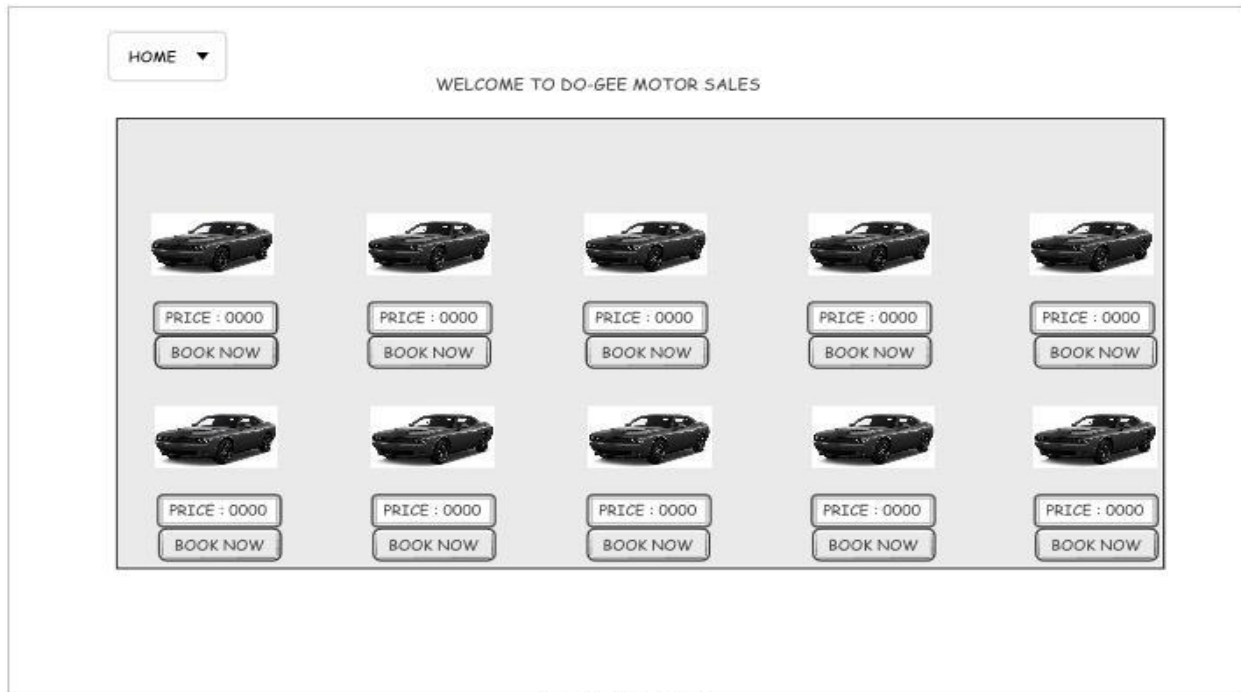 HOME
WELCOME TO DO-GEE MOTOR SALES
PRICE : 0000 PRICE : 0000 PRICE : 0000 PRICE : 0000 PRICE : 0000
BOOK NOW BOOK NOW BOOK NOW BOOK NOW BOOK NOW
PRICE : 0000 PRICE : 0000 PRICE : 0000 PRICE : 0000 PRICE : 0000
BOOK NOW BOOK NOW BOOK NOW BOOK NOW BOOK NOW